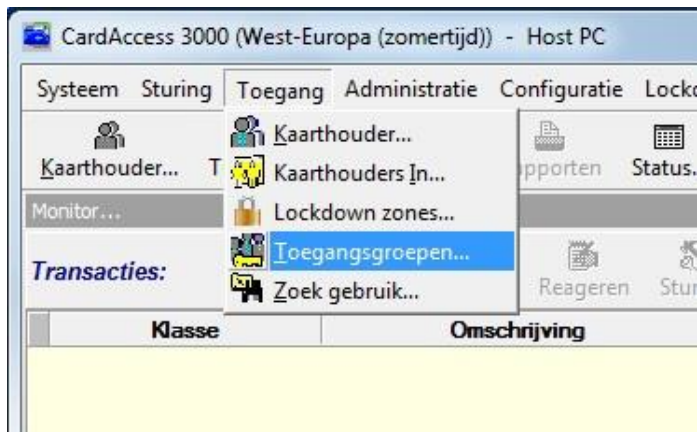 CardAccess 3000 (West-Europa (zomertijd)) - Host PC
Systeem Sturing Toegang Administratie Configuratie
Kaarthouder... Status.
Kaarthouder...
Kaarthouders In...
Lockdown zones...
Toegangsgroepen...
Zoek gebruik...
Monitor...
Transacties: Reageren
Klasse Omschrijving